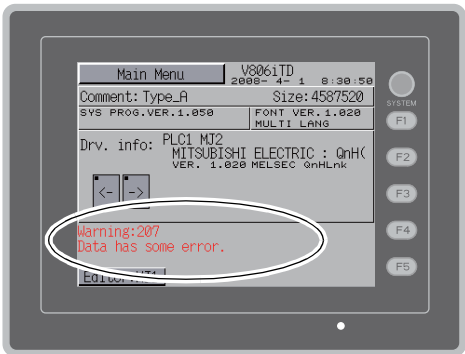 Main Menu
V806iTD
2008- 4- 1 8:30:50
Comment: Type_A
Size:4587520
SYS PROG.VER.1.050
FONT VER.1.020
MULTI LANG
Drv. info:
PLC1 MJ2
MITSUBISHI ELECTRIC : QnH(
VER. 1.020 MELSEC QnHLnk
<- ->
Warning:207
Data has some error.
SYSTEM
F1
F2
F3
F4
F5